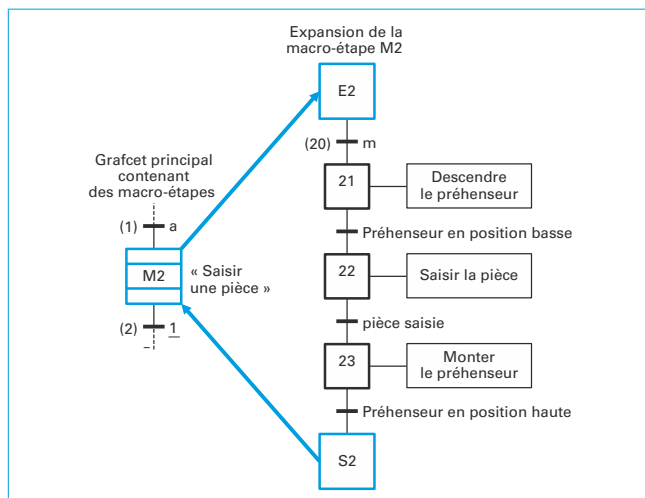 Expansion de la
macro-étape M2
E2
(20) m
Grafcet principal
contenant
des macro-étapes
21
Descendre
le préhenseur
(1) a
Préhenseur en position basse
M2
« Saisir
une pièce »
22
Saisir la pièce
(2) 1
pièce saisie
23
Monter
le préhenseur
Préhenseur en position haute
S2